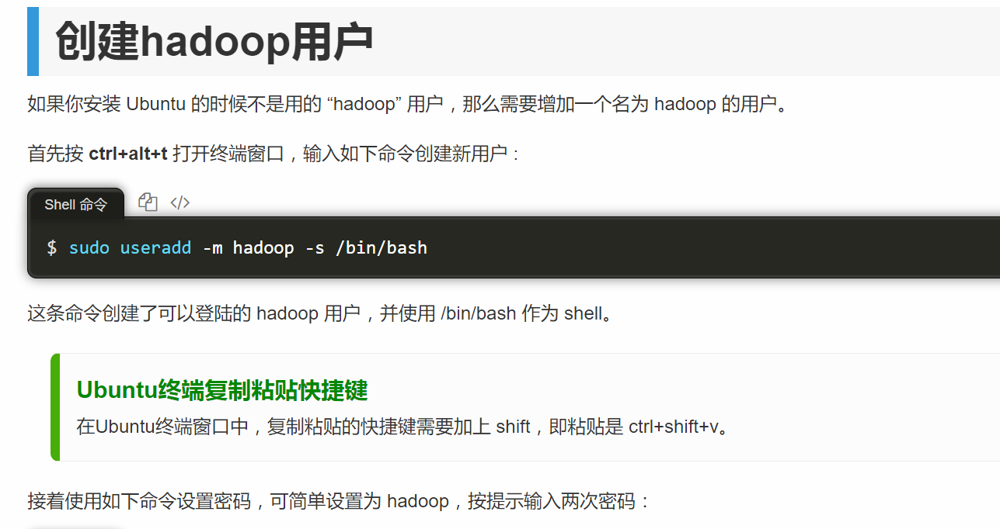 创建hadoop用户
如果你安装 Ubuntu 的时候不是用的 “hadoop” 用户，那么需要增加一个名为 hadoop 的用户。
首先按 ctrl+alt+t 打开终端窗口，输入如下命令创建新用户：
Shell 命令
$ sudo useradd -m hadoop -s /bin/bash
这条命令创建了可以登陆的 hadoop 用户，并使用 /bin/bash 作为 shell。
Ubuntu终端复制粘贴快捷键
在Ubuntu终端窗口中，复制粘贴的快捷键需要加上 shift，即粘贴是 ctrl+shift+v。
接着使用如下命令设置密码，可简单设置为 hadoop，按提示输入两次密码：